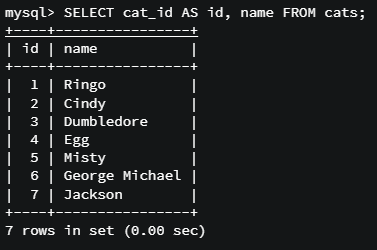 mysql> SELECT cat_id AS id, name FROM cats;
+----+----------------+
| id | name           |
+----+----------------+
|  1 | Ringo          |
|  2 | Cindy          |
|  3 | Dumbledore     |
|  4 | Egg            |
|  5 | Misty          |
|  6 | George Michael |
|  7 | Jackson        |
+----+----------------+
7 rows in set (0.00 sec)